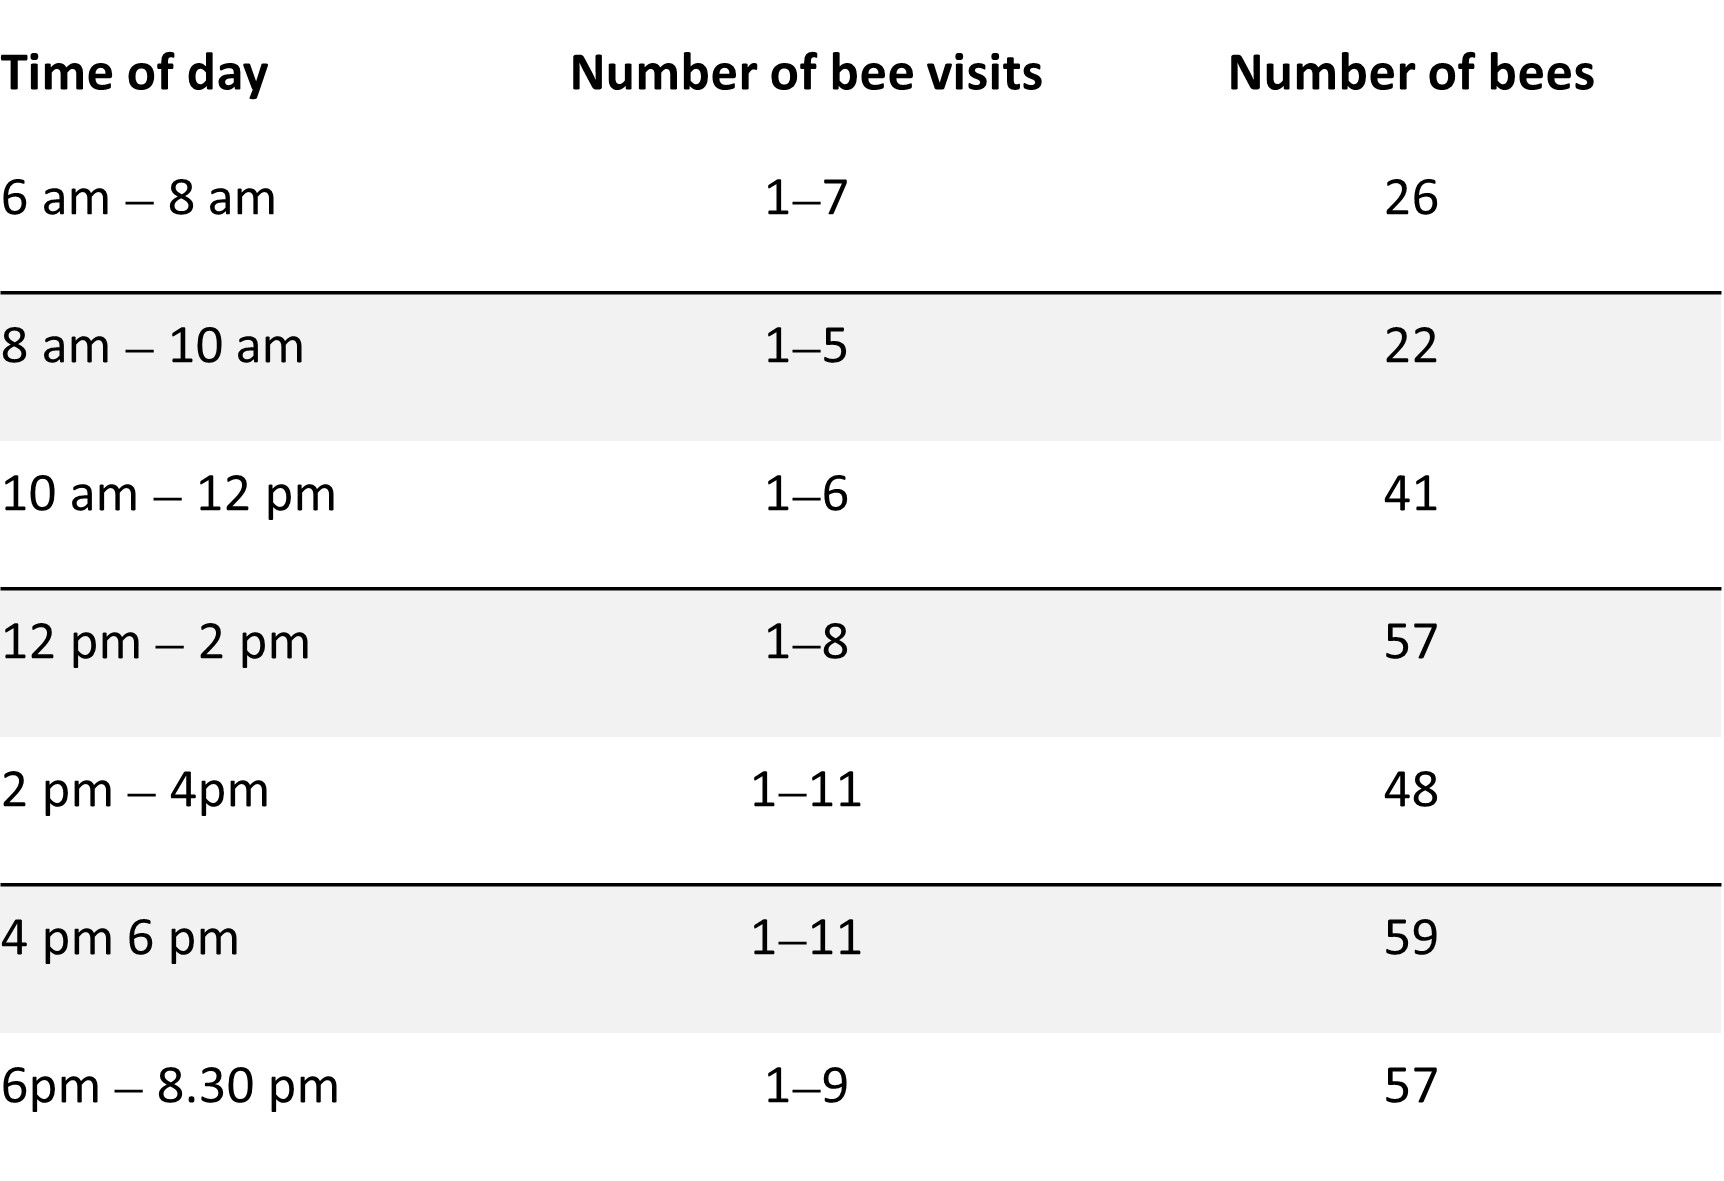 Time of day Number of bee visits Number of bees
6 am – 8 am 1–7 26
8 am – 10 am 1–5 22
10 am – 12 pm 1–6 41
12 pm – 2 pm 1–8 57
2 pm – 4pm 1–11 48
4 pm 6 pm 1–11 59
6pm – 8.30 pm 1–9 57